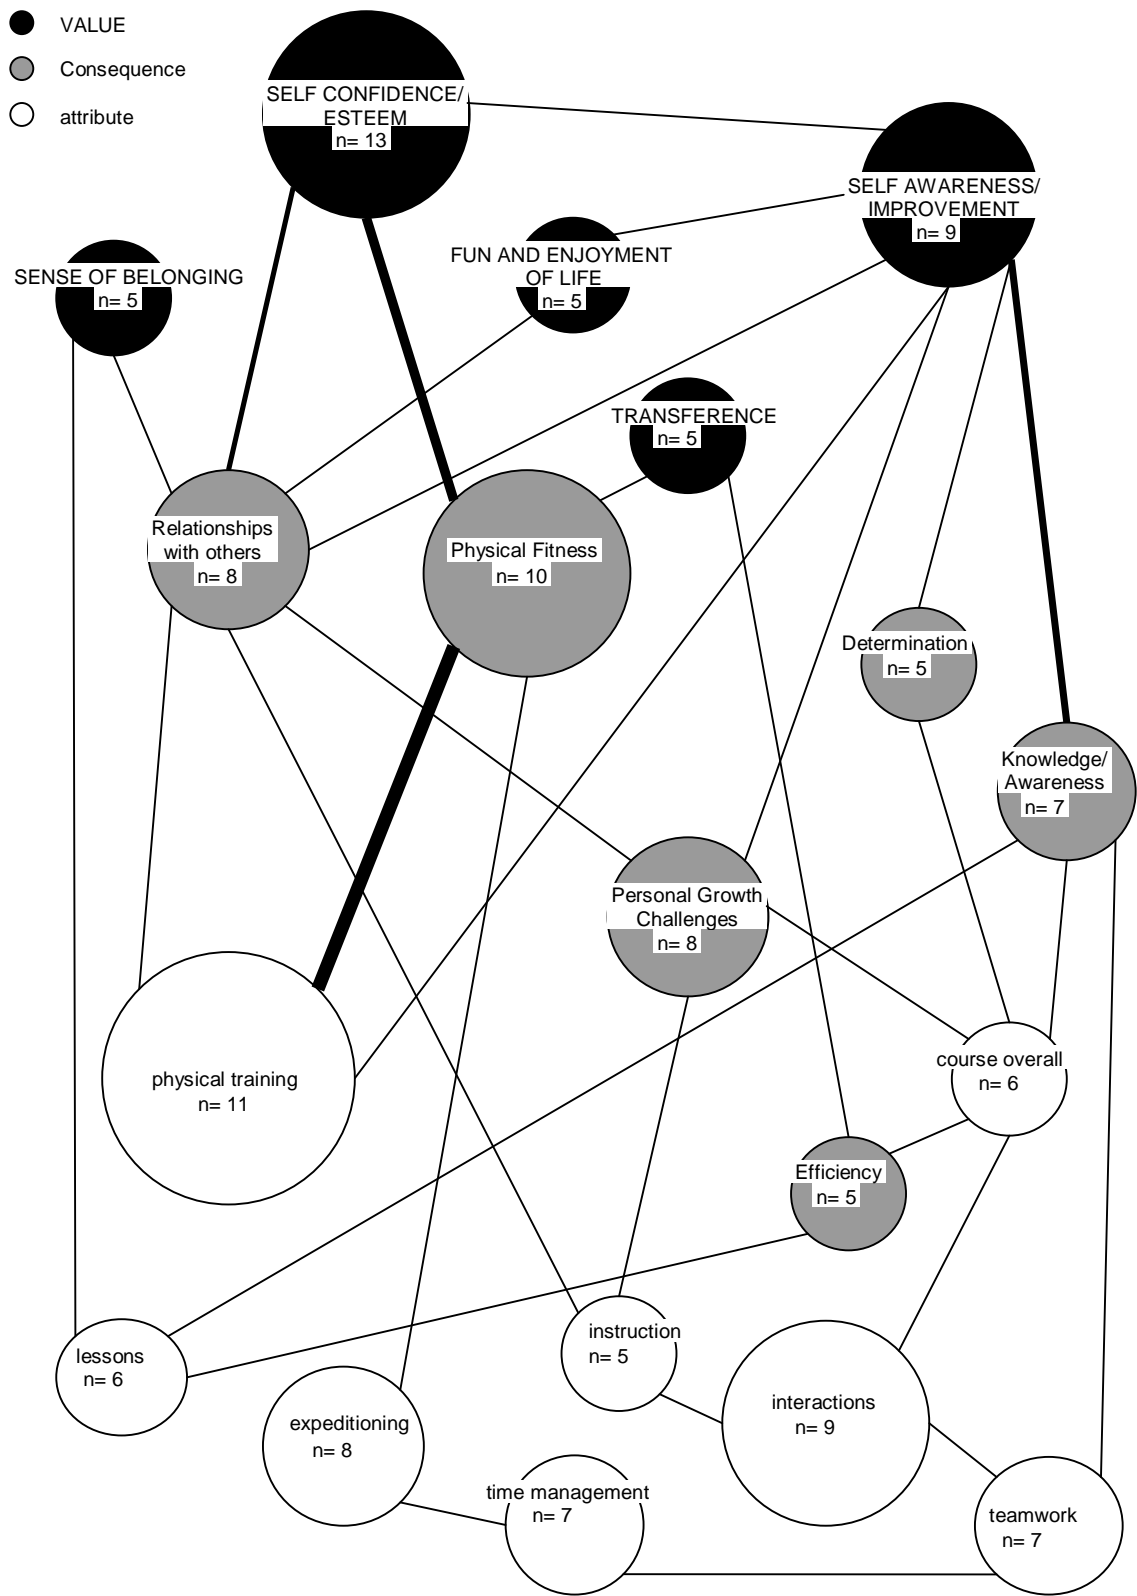 VALUE
Consequence
attribute
SELF CONFIDENCE/
ESTEEM
n= 13
SELF AWARENESS/
IMPROVEMENT
n= 9
SENSE OF BELONGING
n= 5
FUN AND ENJOYMENT
OF LIFE
n= 5
TRANSFERENCE
n= 5
Relationships
with others
n= 8
Physical Fitness
n= 10
Determination
n= 5
Knowledge/
Awareness
n= 7
Personal Growth
Challenges
n= 8
physical training
n= 11
course overall
n= 6
Efficiency
n= 5
lessons
n= 6
instruction
n= 5
interactions
n= 9
expeditioning
n= 8
time management
n= 7
teamwork
n= 7